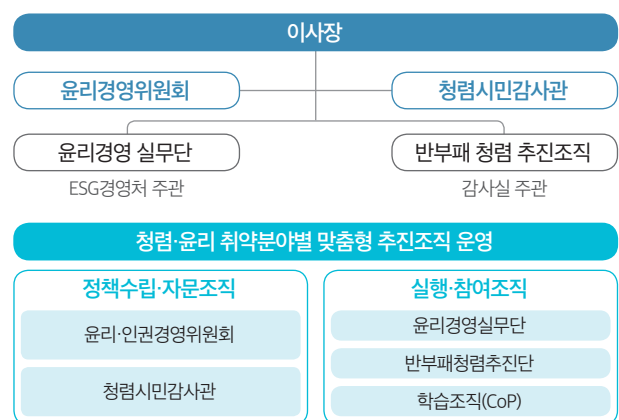 이사장
윤리경영위원회
청렴시민감사관
윤리경영 실무단
반부패 청렴 추진조직
ESG경영처 주관
감사실 주관
청렴·윤리 취약분야별 맞춤형 추진조직 운영
정책수립·자문조직
윤리·인권경영위원회
청렴시민감사관
실행·참여조직
윤리경영실무단
반부패청렴추진단
학습조직(CoP)